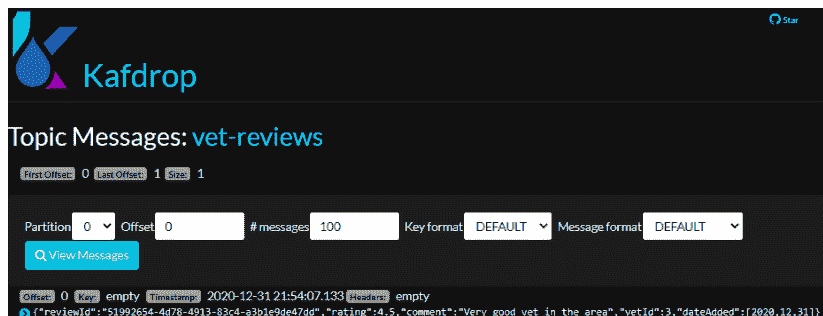 Star
Kafdrop
Topic Messages: vet-reviews
First Offset: 0 Last Offset: 1 Size: 1
Partition 0 Offset 0 # messages 100 Key format DEFAULT Message format DEFAULT
View Messages
Offset: 0 Key: empty Timestamp: 2020-12-31 21:54:07.133 Headers: empty
{"reviewId":"51992654-4d78-4913-83c4-a3b1e9de47dd","rating":4.5,"comment":"Very good vet in the area","vetId":3,"dateAdded":[2020,12,31]}